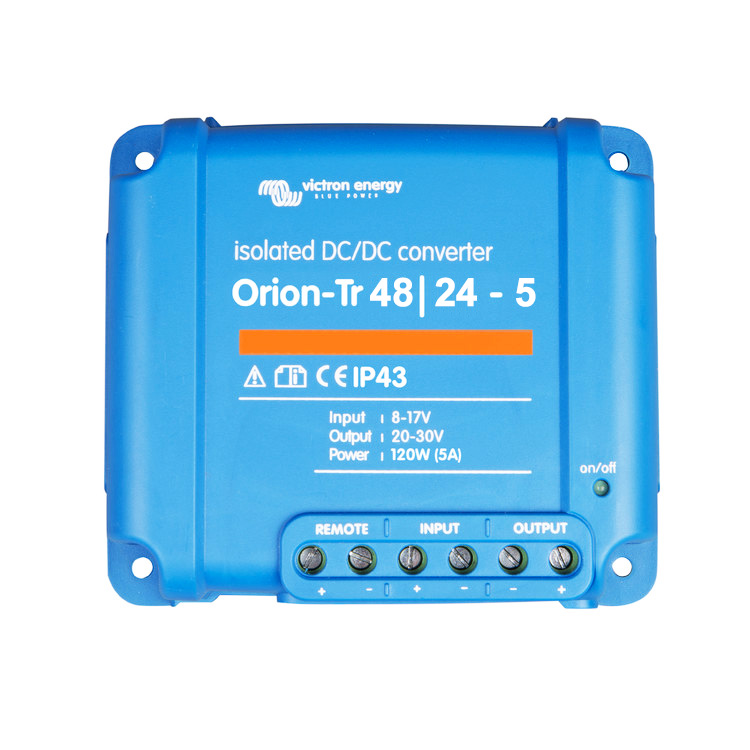 victron energy
BLUE POWER
isolated DC/DC converter
Orion-Tr 48 | 24 - 5
CE IP43
Input | 8-17V
Output | 20-30V
Power | 120W (5A)
on/off
REMOTE | INPUT | OUTPUT
+ - + - - +